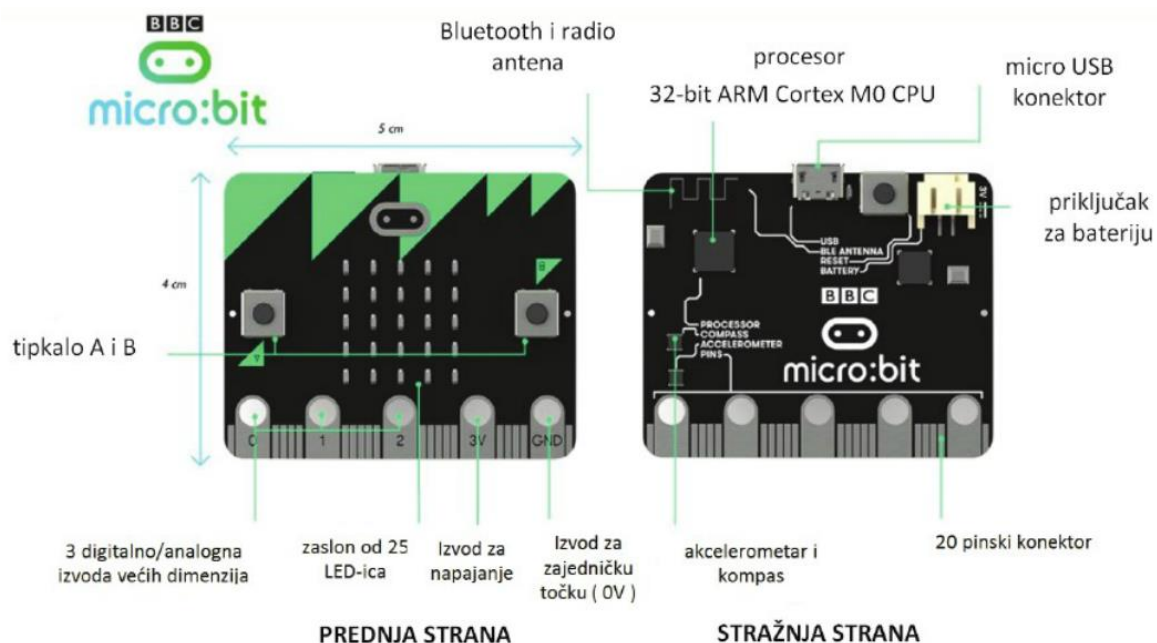 BBC
micro:bit
Bluetooth i radio
antena
procesor
32-bit ARM Cortex M0 CPU
micro USB
konektor
5 cm
priključak
za bateriju
3V
4 cm
B
USB
BLE ANTENNA
RESET
BATTERY
BBC
tipkalo A i B
A
PROCESSOR
COMPASS
ACCELEROMETER
PINS
micro:bit
0 1 2 3V GND
3 digitalno/analogna
izvoda većih dimenzija
zaslon od 25
LED-ica
Izvod za
napajanje
Izvod za
zajedničku
točku ( 0V )
akcelerometar i
kompas
20 pinski konektor
PREDNJA STRANA
STRAŽNJA STRANA